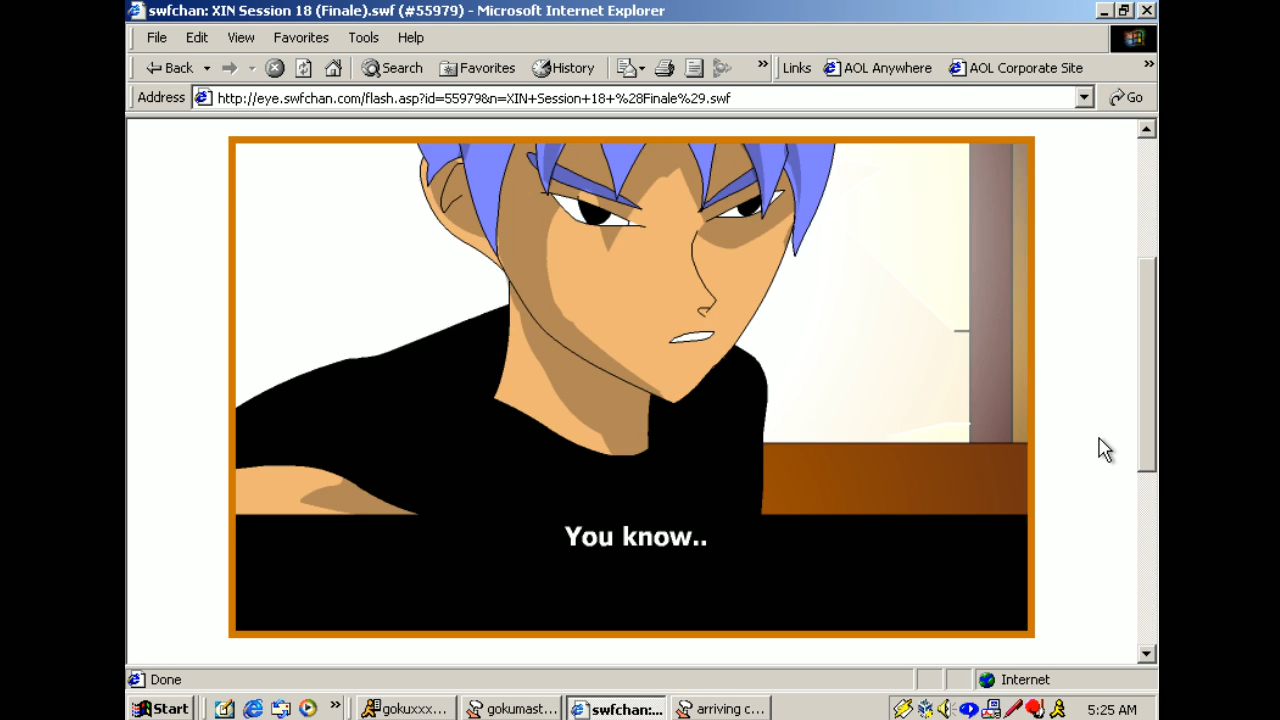 swfchan: XIN Session 18 (Finale).swf (#55979) - Microsoft Internet Explorer
File Edit View Favorites Tools Help
Back Search Favorites History » Links AOL Anywhere AOL Corporate Site »
Address http://eye.swfchan.com/flash.asp?id=55979&n=XIN+Session+18+%28Finale%29.swf Go
You know..
Done Internet
Start » gokuxxx... gokumast... swfchan:... arriving c... 5:25 AM